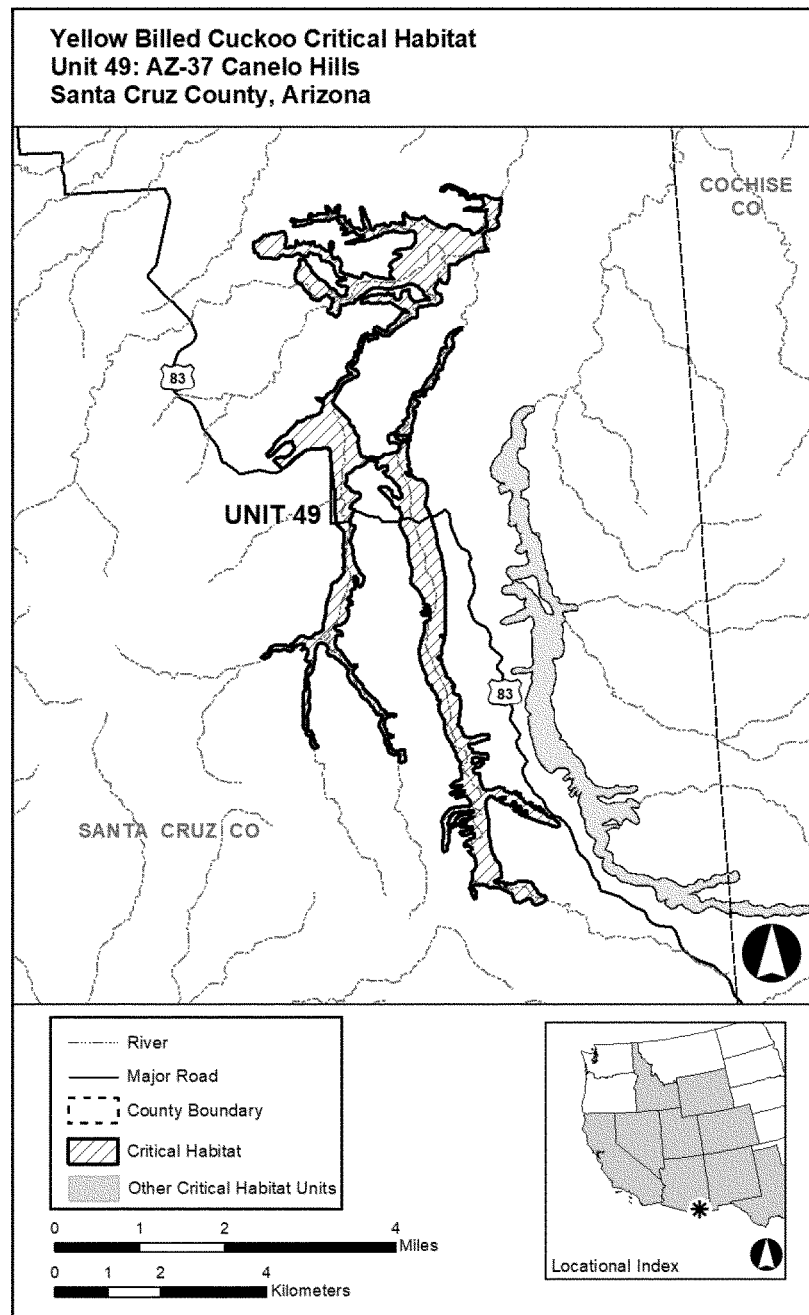 Yellow Billed Cuckoo Critical Habitat
Unit 49: AZ-37 Canelo Hills
Santa Cruz County, Arizona
COCHISE
CO
83
UNIT 49
83
SANTA CRUZ CO
River
Major Road
County Boundary
Critical Habitat
Other Critical Habitat Units
0 1 2 4
Miles
0 1 2 4
Kilometers
Locational Index